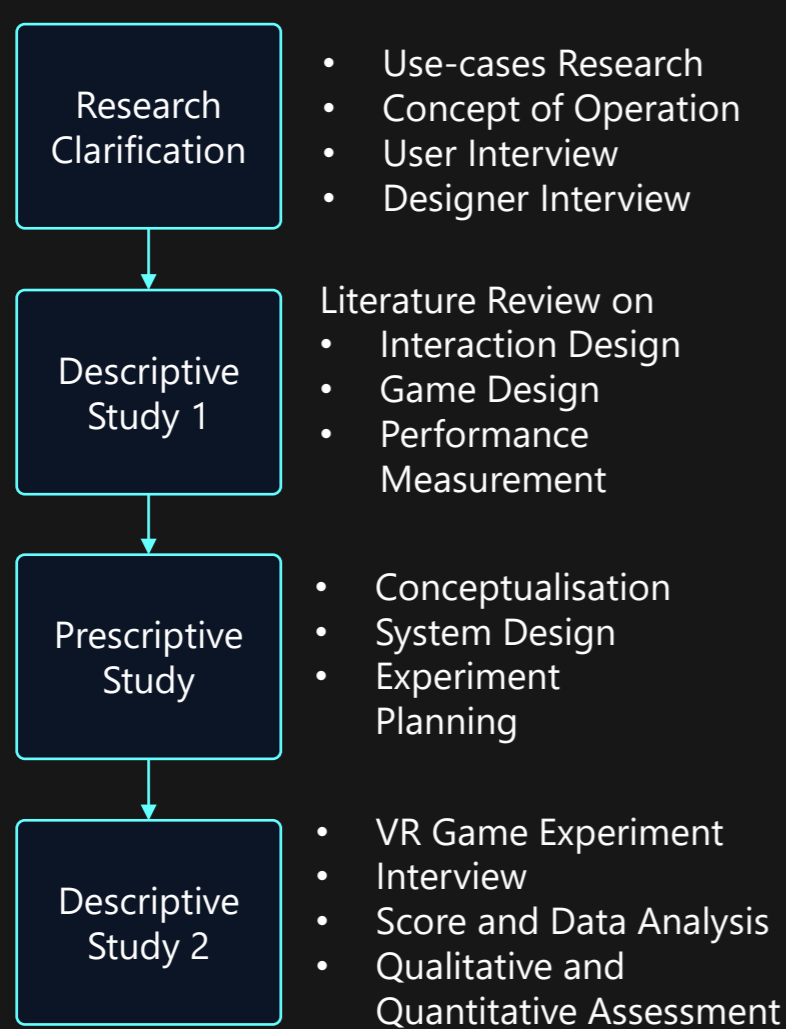 Research
Clarification
• Use-cases Research
• Concept of Operation
• User Interview
• Designer Interview
Descriptive
Study 1
Literature Review on
• Interaction Design
• Game Design
• Performance
Measurement
Prescriptive
Study
• Conceptualisation
• System Design
• Experiment
Planning
Descriptive
Study 2
• VR Game Experiment
• Interview
• Score and Data Analysis
• Qualitative and
Quantitative Assessment